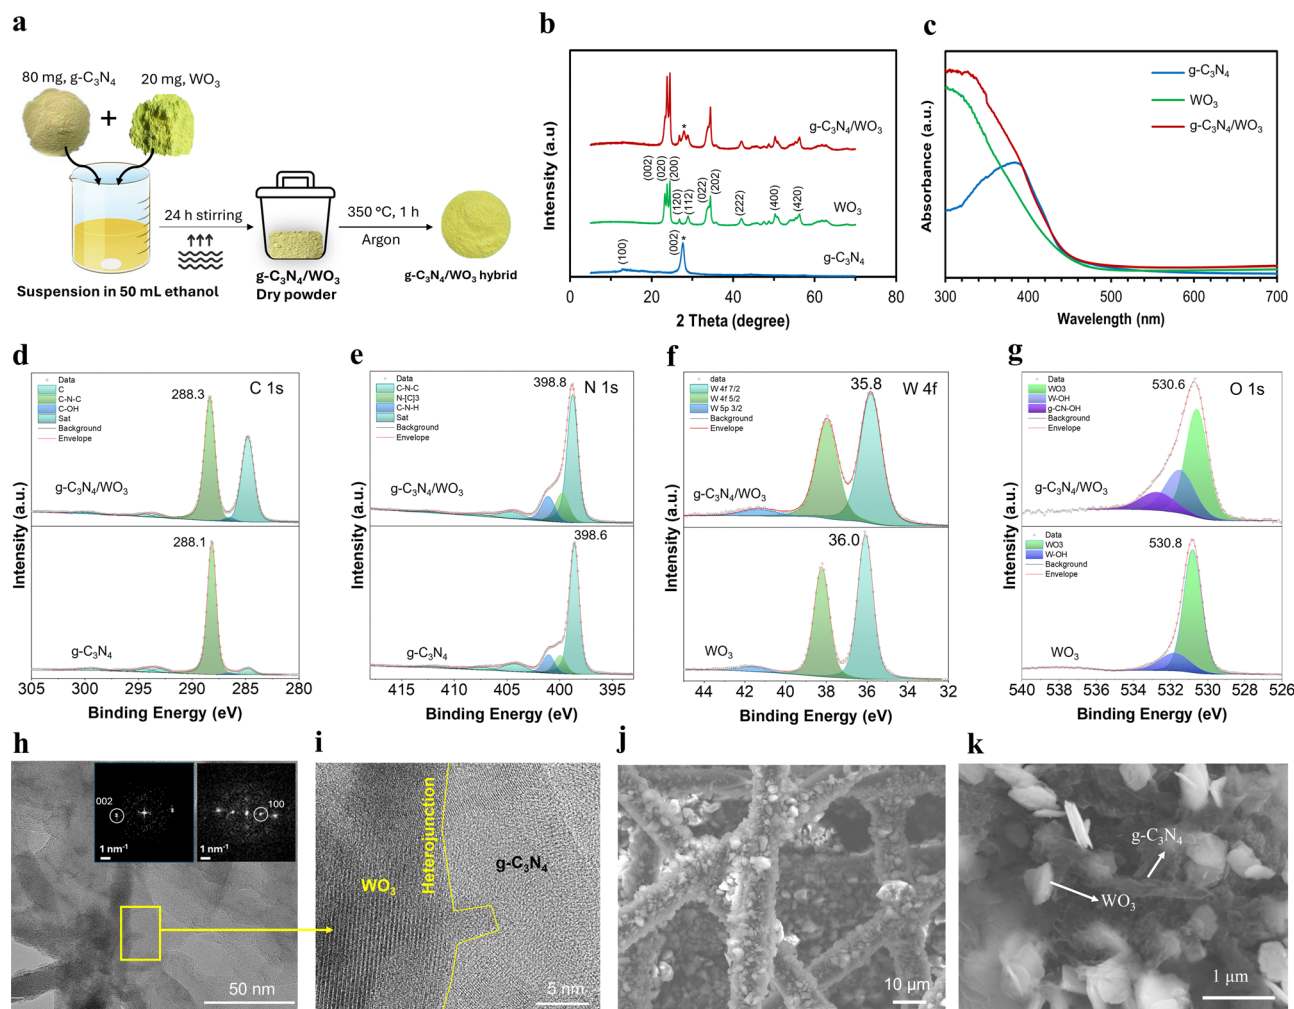 a
80 mg, g-C₃N₄
20 mg, WO₃
+
24 h stirring
350 °C, 1 h
Argon
g-C₃N₄/WO₃
Dry powder
g-C₃N₄/WO₃ hybrid
Suspension in 50 mL ethanol
b
Intensity (a.u)
g-C₃N₄/WO₃
*
(002)
(020)
(200)
(120)
(112)
(022)
(202)
(222)
(400)
(420)
WO₃
(100)
(002)
*
g-C₃N₄
0 20 40 60 80
2 Theta (degree)
c
Absorbance (a.u.)
g-C₃N₄
WO₃
g-C₃N₄/WO₃
300 400 500 600 700
Wavelength (nm)
d
Intensity (a.u.)
Data
C
C-N-C
C-OH
Sat
Background
Envelope
288.3
C 1s
g-C₃N₄/WO₃
288.1
g-C₃N₄
305 300 295 290 285 280
Binding Energy (eV)
e
Intensity (a.u.)
Data
C-N-C
N-[C]3
C-N-H
Sat
Background
Envelope
398.8
N 1s
g-C₃N₄/WO₃
398.6
g-C₃N₄
415 410 405 400 395
Binding Energy (eV)
f
Intensity (a.u.)
data
W 4f 7/2
W 4f 5/2
W 5p 3/2
Background
Envelope
35.8
W 4f
g-C₃N₄/WO₃
36.0
WO₃
44 42 40 38 36 34 32
Binding Energy (eV)
g
Intensity (a.u.)
Data
WO3
W-OH
g-CN-OH
Background
Envelope
530.6
O 1s
g-C₃N₄/WO₃
Data
WO3
W-OH
Background
Envelope
530.8
WO₃
540 538 536 534 532 530 528 526
Binding Energy (eV)
h
002
1 nm⁻¹
100
1 nm⁻¹
50 nm
i
WO₃
Heterojunction
g-C₃N₄
5 nm
j
10 µm
k
g-C₃N₄
WO₃
1 µm